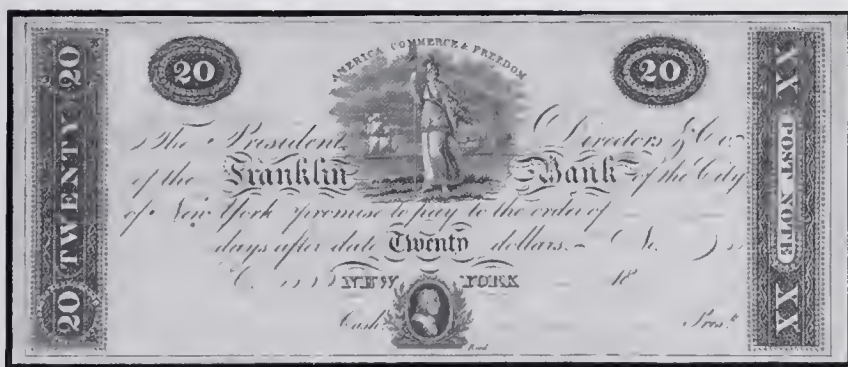 20 TWENTY 20
20
AMERICA COMMERCE & FREEDOM
20
XX POST NOTE XX
The President, Directors & Co.
of the Franklin Bank of the City
of New York promise to pay to the order of
days after date Twenty dollars. No.
NEW YORK 18
Cash.r Pres.t